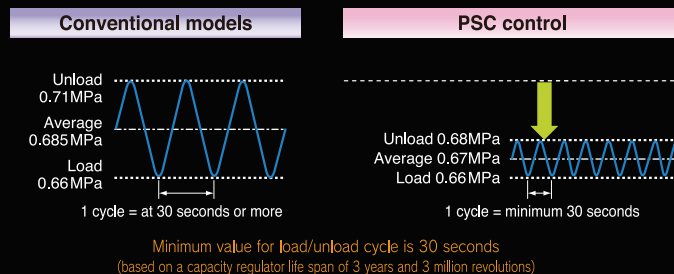 Conventional models
Unload
0.71MPa
Average
0.685MPa
Load
0.66MPa
1 cycle = at 30 seconds or more
PSC control
Unload 0.68MPa
Average 0.67MPa
Load 0.66MPa
1 cycle = minimum 30 seconds
Minimum value for load/unload cycle is 30 seconds
(based on a capacity regulator life span of 3 years and 3 million revolutions)